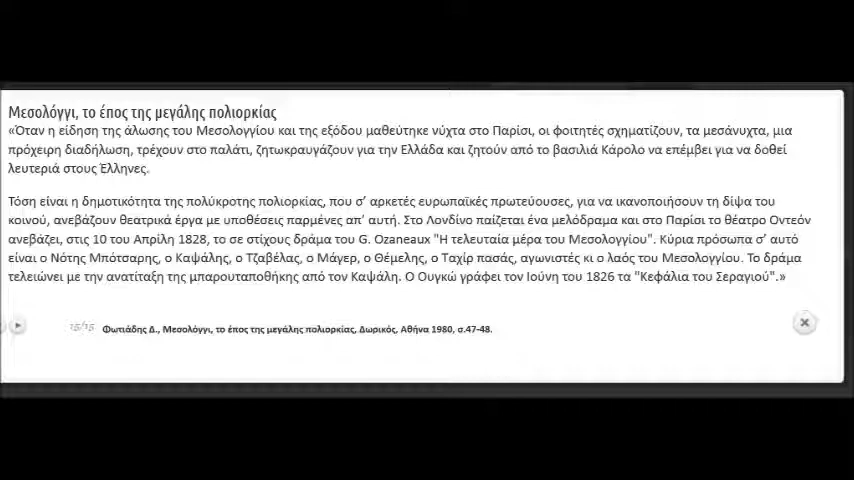 Μεσολόγγι, το έπος της μεγάλης πολιορκίας
«Όταν η είδηση της άλωσης του Μεσολογγίου και της εξόδου μαθεύτηκε νύχτα στο Παρίσι, οι φοιτητές σχηματίζουν, τα μεσάνυχτα, μια
πρόχειρη διαδήλωση, τρέχουν στο παλάτι, ζητωκραυγάζουν για την Ελλάδα και ζητούν από το βασιλιά Κάρολο να επέμβει για να δοθεί
λευτεριά στους Έλληνες.
Τόση είναι η δημοτικότητα της πολύκροτης πολιορκίας, που σ’ αρκετές ευρωπαϊκές πρωτεύουσες, για να ικανοποιήσουν τη δίψα του
κοινού, ανεβάζουν θεατρικά έργα με υποθέσεις παρμένες απ’ αυτή. Στο Λονδίνο παίζεται ένα μελόδραμα και στο Παρίσι το θέατρο Οντεόν
ανεβάζει, στις 10 του Απρίλη 1828, το σε στίχους δράμα του G. Ozaneaux "Η τελευταία μέρα του Μεσολογγίου". Κύρια πρόσωπα σ’ αυτό
είναι ο Νότης Μπότσαρης, ο Καψάλης, ο Τζαβέλας, ο Μάγερ, ο Θέμελης, ο Ταχίρ πασάς, αγωνιστές κι ο λαός του Μεσολογγίου. Το δράμα
τελειώνει με την ανατίταξη της μπαρουταποθήκης από τον Καψάλη. Ο Ουγκώ γράφει τον Ιούνη του 1826 τα "Κεφάλια του Σεραγιού".»
15/15 Φωτιάδης Δ., Μεσολόγγι, το έπος της μεγάλης πολιορκίας, Δωρικός, Αθήνα 1980, σ.47-48.